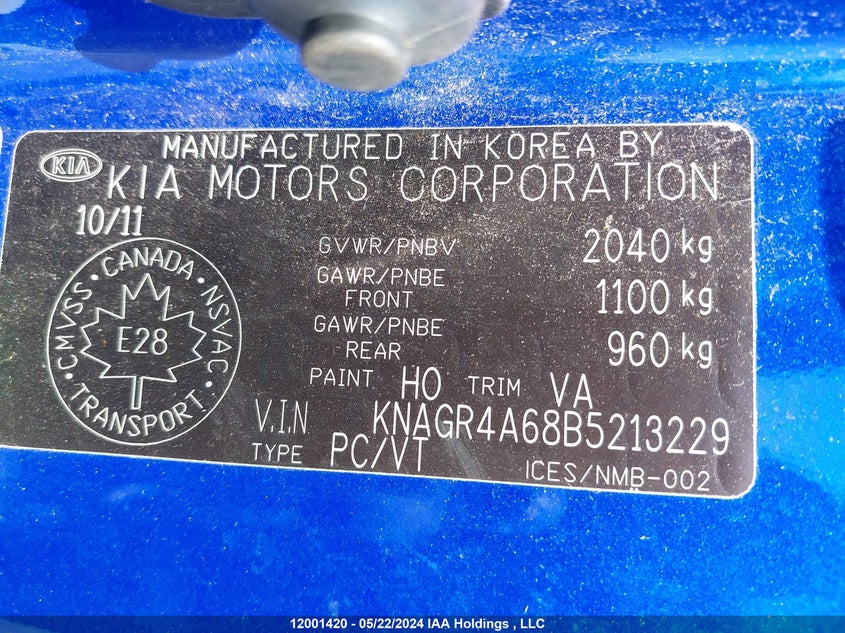 MANUFACTURED IN KOREA BY
KIA KIA MOTORS CORPORATION
10/11
GVWR/PNBV 2040 kg
GAWR/PNBE FRONT 1100 kg
GAWR/PNBE REAR 960 kg
CMVSS • CANADA • NSVAC • TRANSPORT •
E28
PAINT HO TRIM VA
V.I.N KNAGR4A68B5213229
TYPE PC/VT ICES/NMB-002
12001420 - 05/22/2024 IAA Holdings , LLC